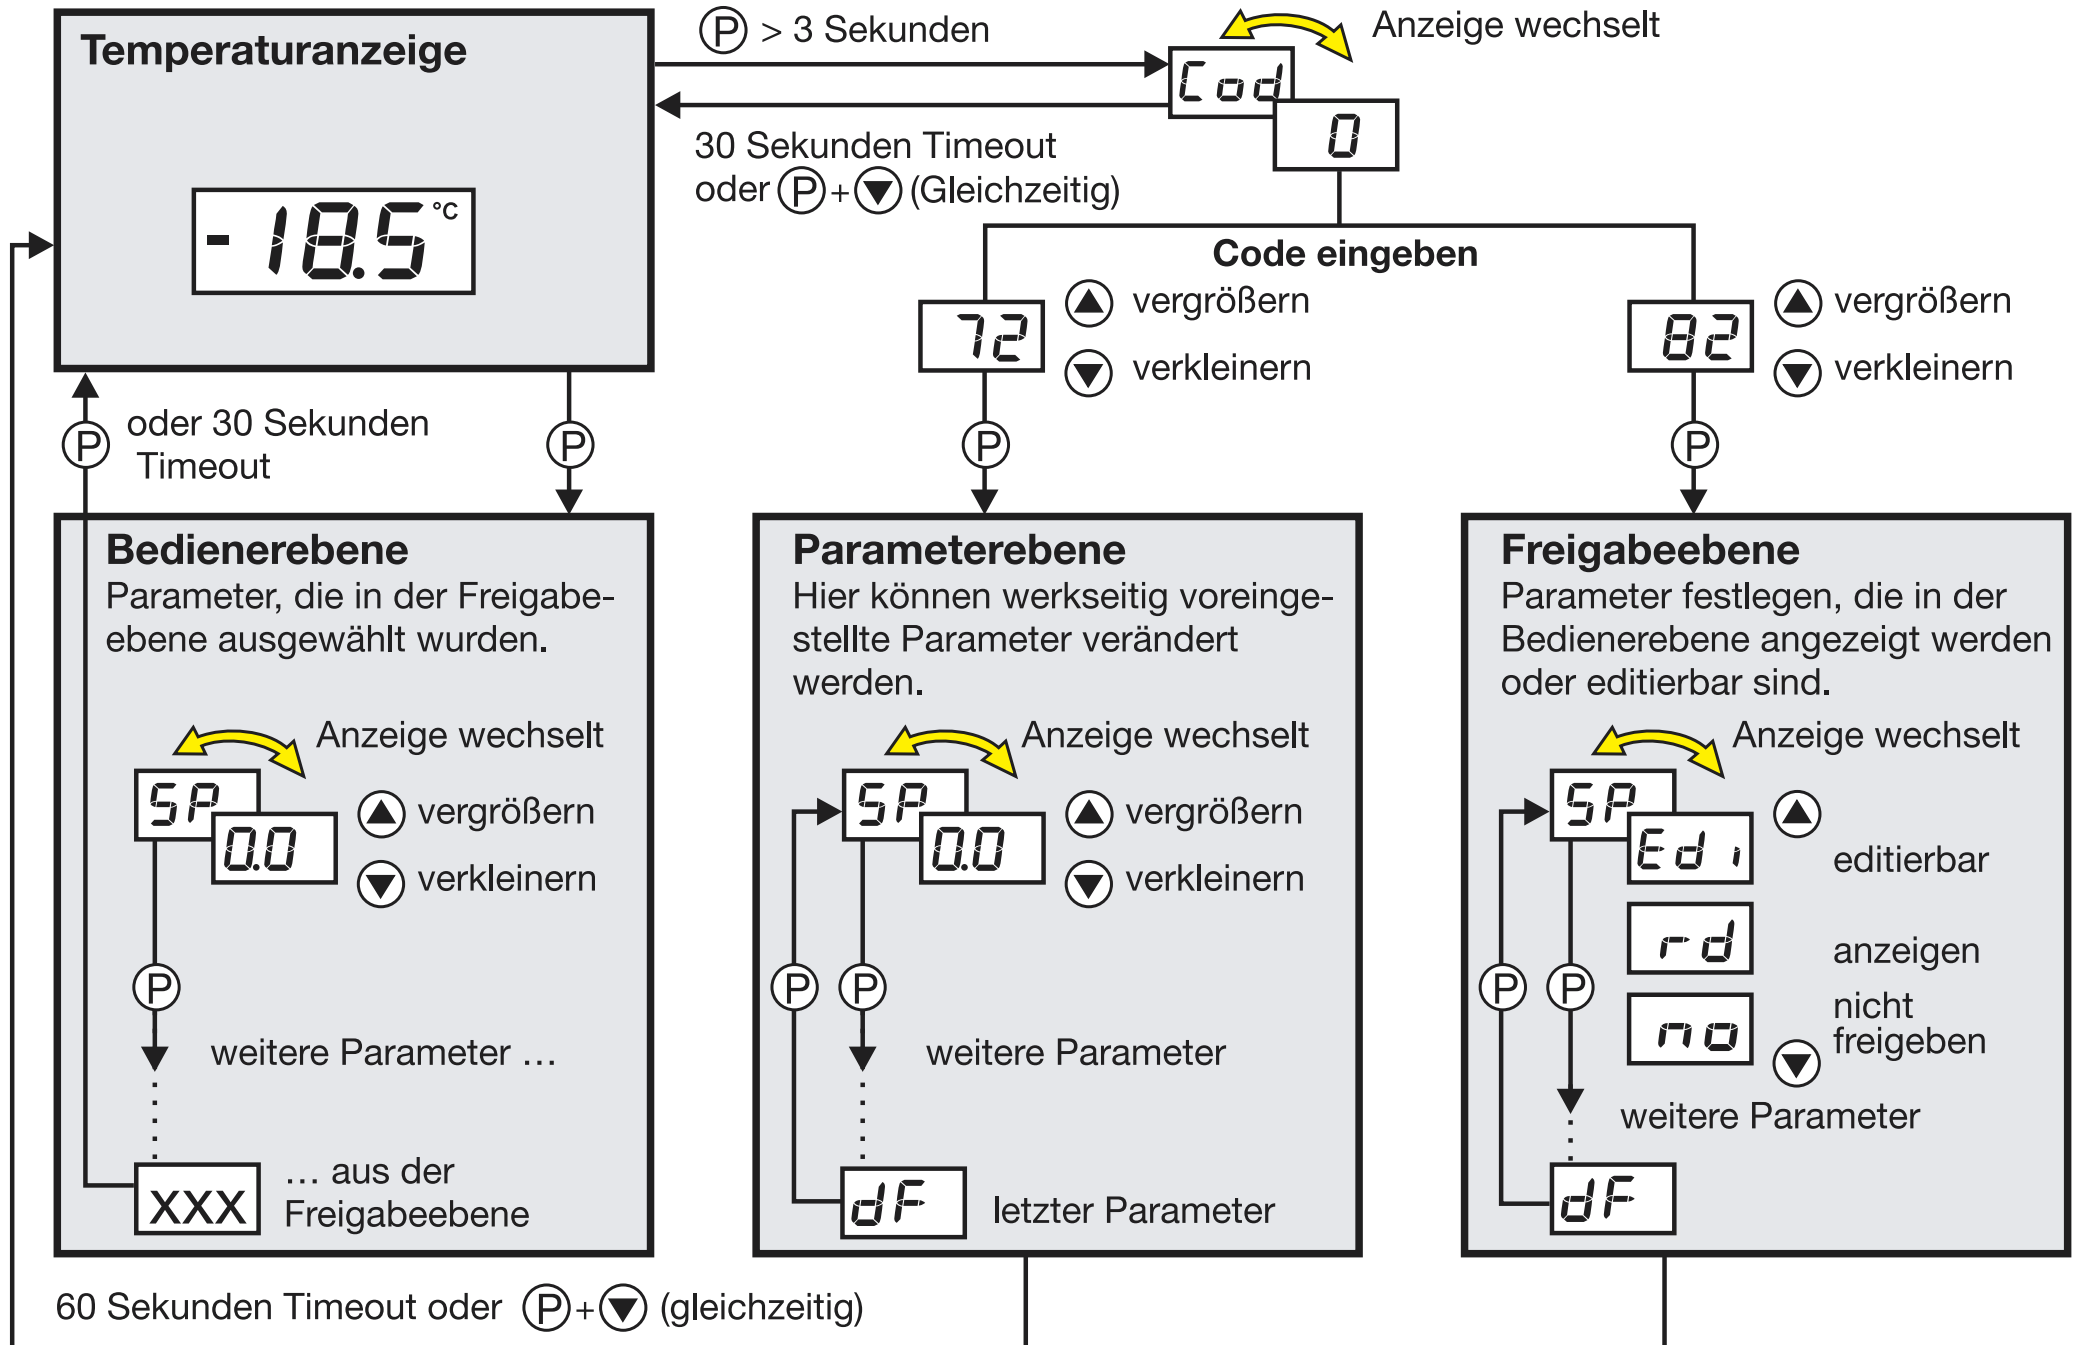 Temperaturanzeige
-18.5 °C
P > 3 Sekunden
Anzeige wechselt
Cod
0
30 Sekunden Timeout
oder P+▼ (Gleichzeitig)
Code eingeben
72
▲ vergrößern
▼ verkleinern
P
82
▲ vergrößern
▼ verkleinern
P
P oder 30 Sekunden
Timeout
P
Bedienerebene
Parameter, die in der Freigabe-
ebene ausgewählt wurden.
Anzeige wechselt
SP
0.0
▲ vergrößern
▼ verkleinern
P
weitere Parameter ...
xxx
... aus der
Freigabeebene
Parameterebene
Hier können werkseitig voreinge-
stellte Parameter verändert
werden.
Anzeige wechselt
SP
0.0
▲ vergrößern
▼ verkleinern
P P
weitere Parameter
dF
letzter Parameter
Freigabeebene
Parameter festlegen, die in der
Bedienerebene angezeigt werden
oder editierbar sind.
Anzeige wechselt
SP
Edi
▲
editierbar
rd
anzeigen
P P
no
nicht
freigeben
▼
weitere Parameter
dF
60 Sekunden Timeout oder P+▼ (gleichzeitig)